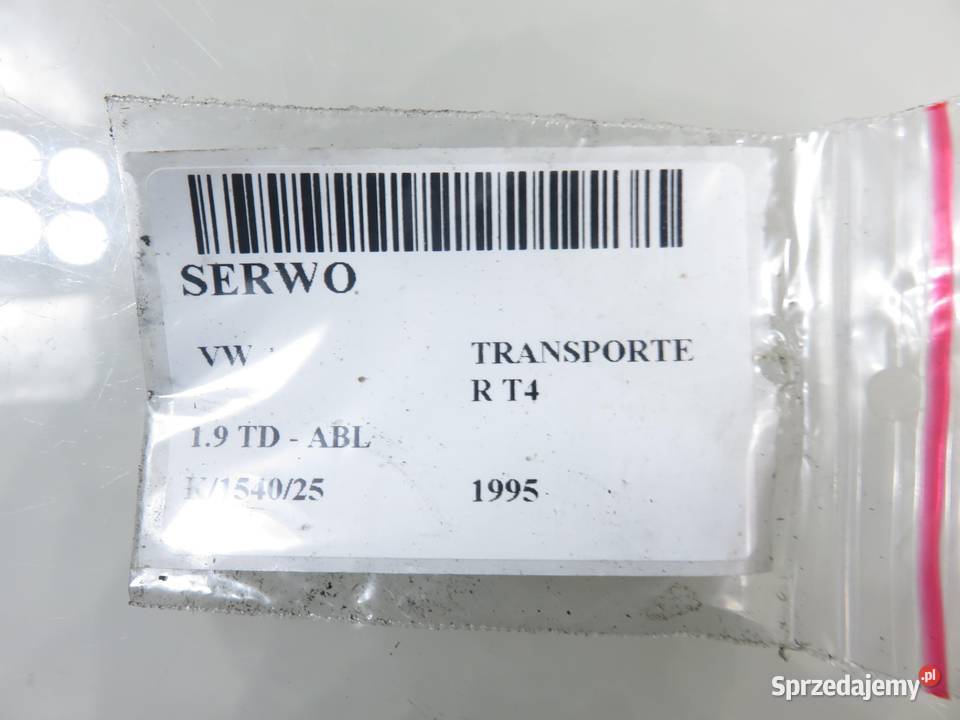 SERWO
VW TRANSPORTE
R T4
1.9 TD - ABL
K/1540/25 1995
Sprzedajemy.pl